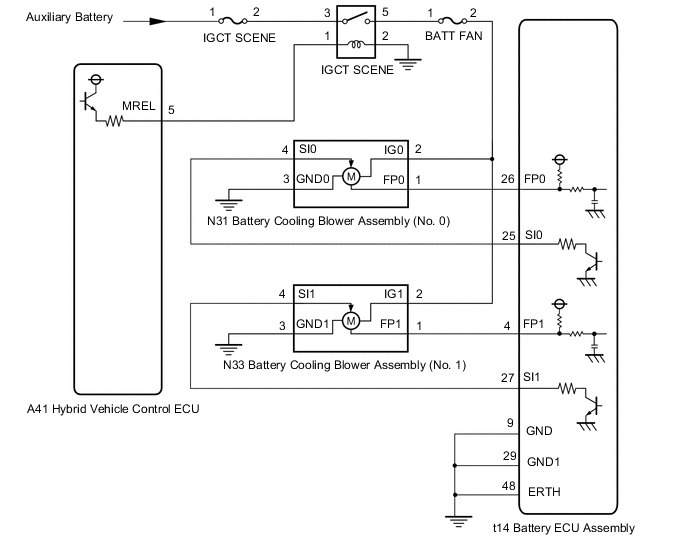 Auxiliary Battery
1 2
IGCT SCENE
3 5
1 2
IGCT SCENE
1 2
BATT FAN
MREL 5
A41 Hybrid Vehicle Control ECU
4 SI0 IG0 2
3 GND0 M FP0 1
N31 Battery Cooling Blower Assembly (No. 0)
26 FP0
25 SI0
4 SI1 IG1 2
3 GND1 M FP1 1
N33 Battery Cooling Blower Assembly (No. 1)
4 FP1
27 SI1
9 GND
29 GND1
48 ERTH
t14 Battery ECU Assembly